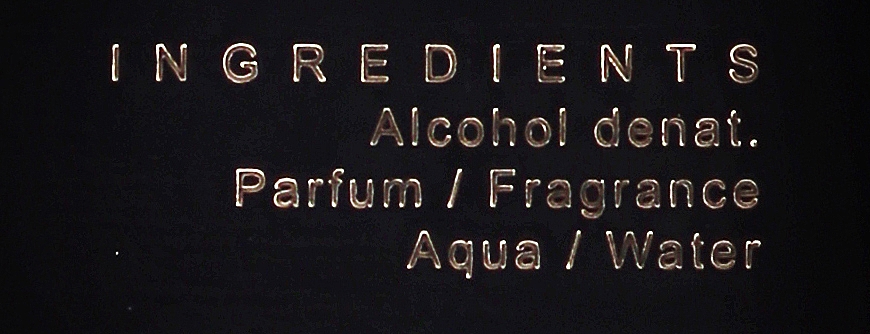 INGREDIENTS
Alcohol denat.
Parfum / Fragrance
Aqua / Water